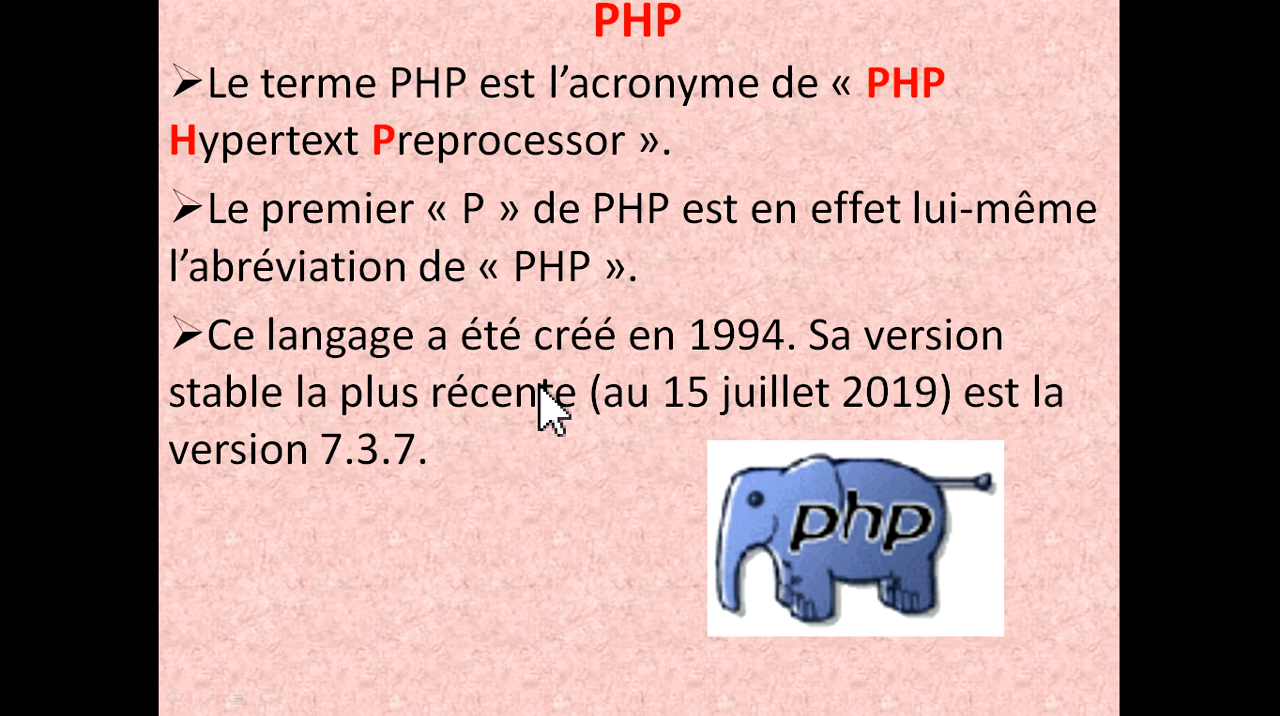 PHP
➢Le terme PHP est l’acronyme de « PHP
Hypertext Preprocessor ».
➢Le premier « P » de PHP est en effet lui-même
l’abréviation de « PHP ».
➢Ce langage a été créé en 1994. Sa version
stable la plus récente (au 15 juillet 2019) est la
version 7.3.7.
php